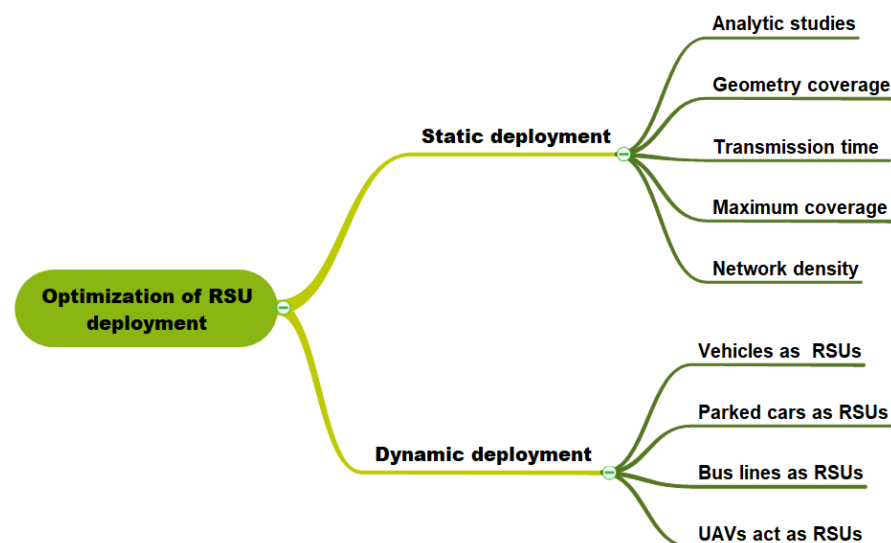 Optimization of RSU
deployment
Static deployment
Analytic studies
Geometry coverage
Transmission time
Maximum coverage
Network density
Dynamic deployment
Vehicles as  RSUs
Parked cars as RSUs
Bus lines as RSUs
UAVs act as RSUs